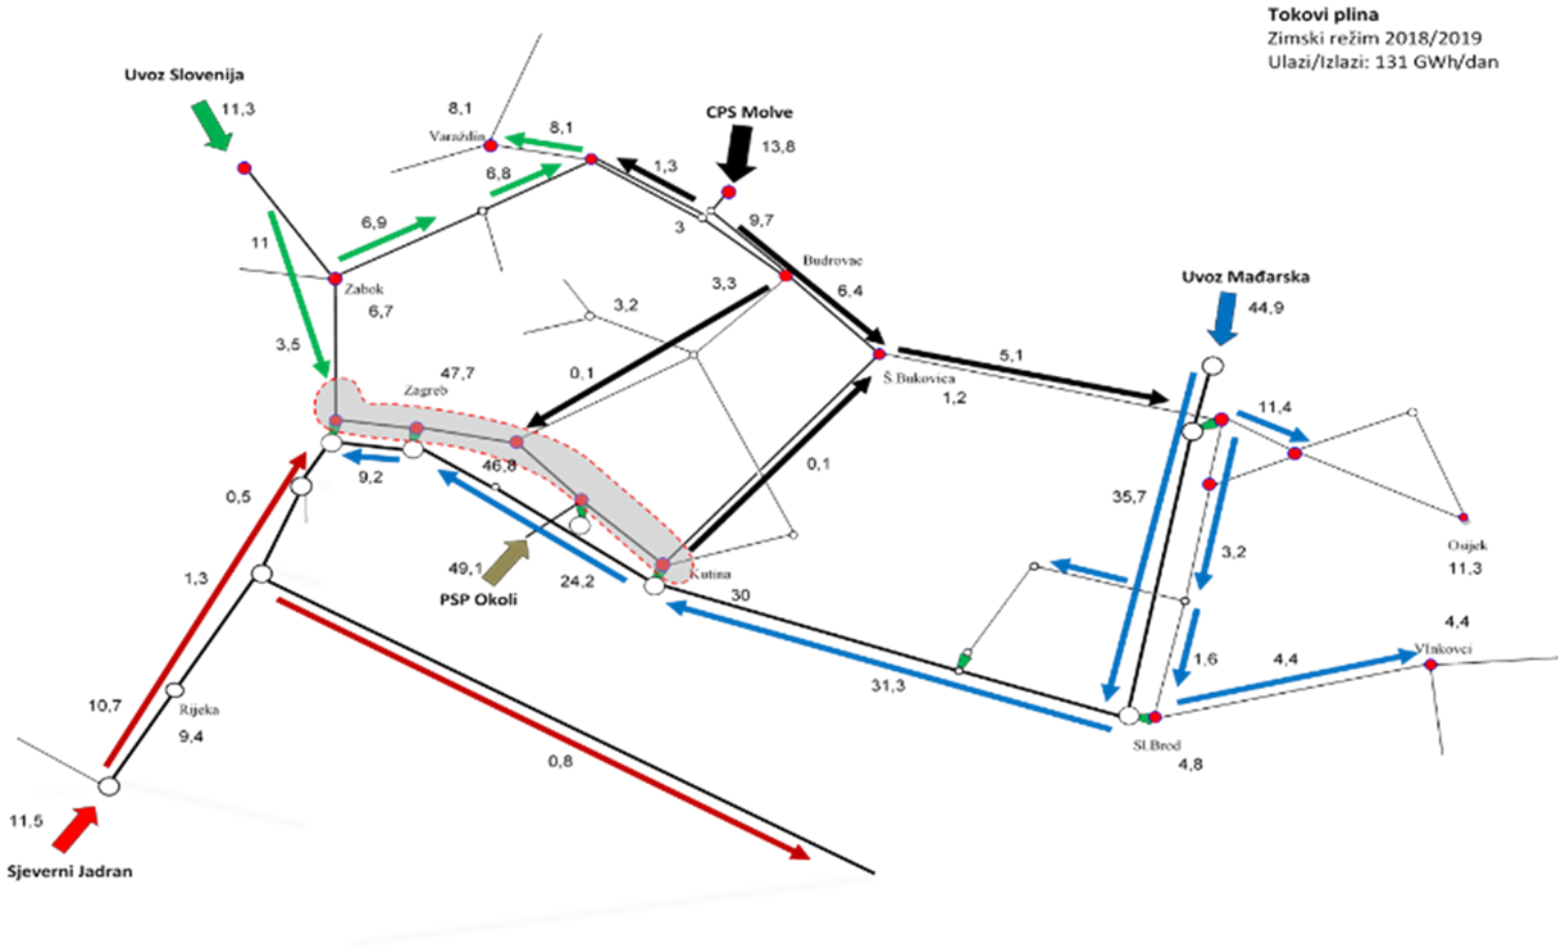 Tokovi plina
Zimski režim 2018/2019
Ulazi/Izlazi: 131 GWh/dan
Uvoz Slovenija
11,3
8,1
Varaždin
8,1
CPS Molve
13,8
1,3
6,8
6,9
3
9,7
11
Budrovac
Zabok
6,7
3,3
6,4
Uvoz Mađarska
44,9
3,2
3,5
47,7
Zagreb
0,1
5,1
Š.Bukovica
1,2
11,4
9,2
46,8
0,1
0,5
35,7
3,2
Osijek
11,3
49,1
24,2
Kutina
PSP Okoli
30
1,3
4,4
Vlnkovci
1,6
4,4
31,3
10,7
Rijeka
9,4
Sl.Brod
4,8
0,8
11,5
Sjeverni Jadran